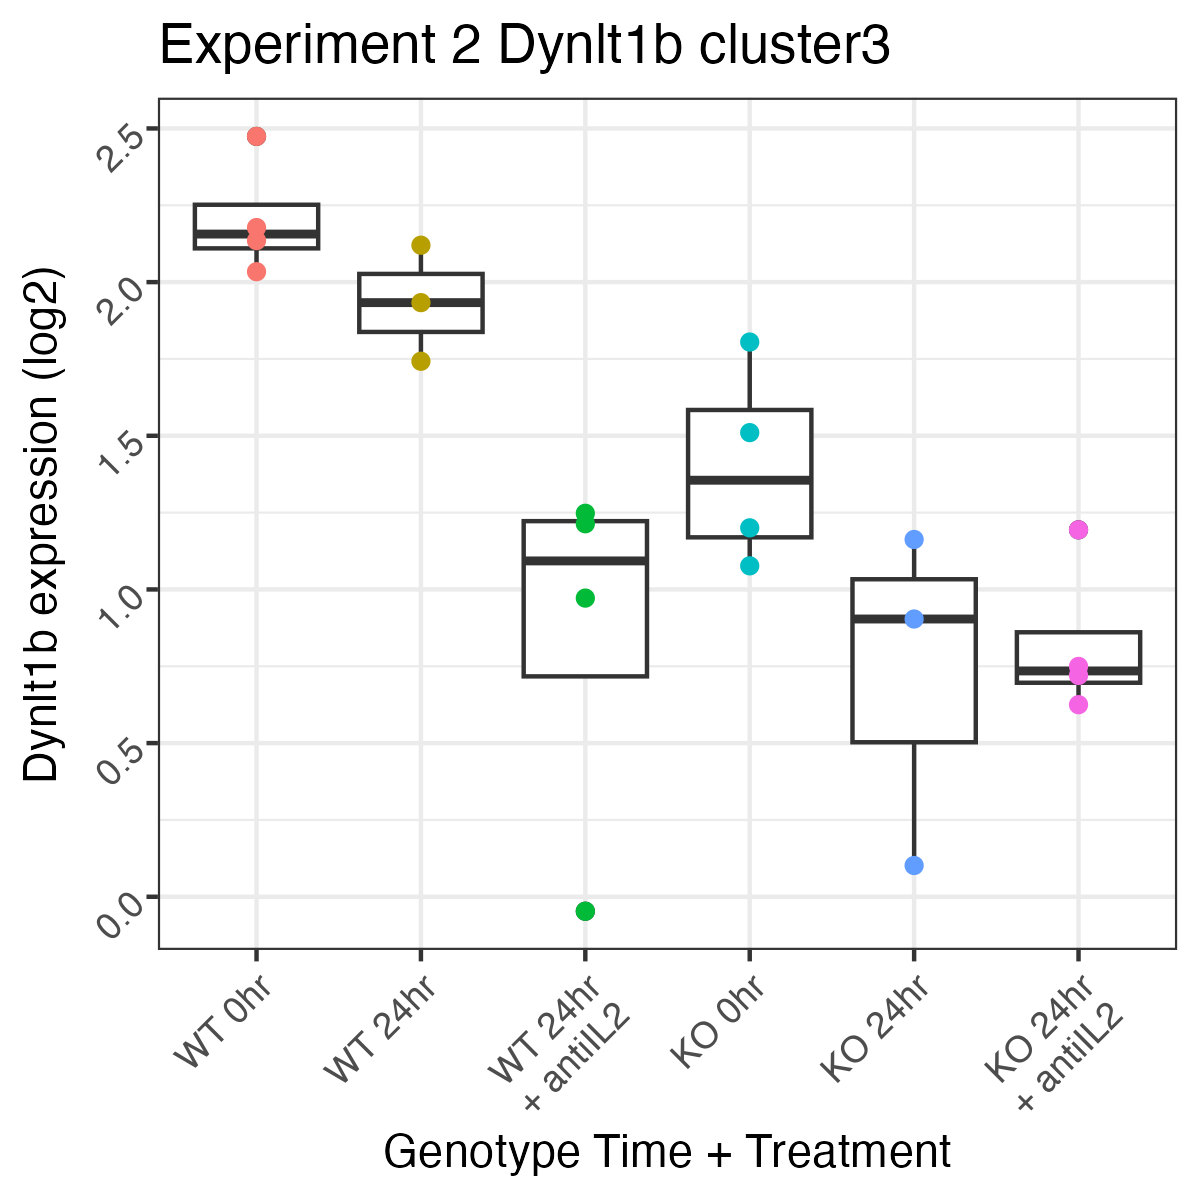 Experiment 2 Dynlt1b cluster3
Dynlt1b expression (log2)
2.5
2.0
1.5
1.0
0.5
0.0
WT 0hr
WT 24hr
WT 24hr
+ antiIL2
KO 0hr
KO 24hr
KO 24hr
+ antiIL2
Genotype Time + Treatment